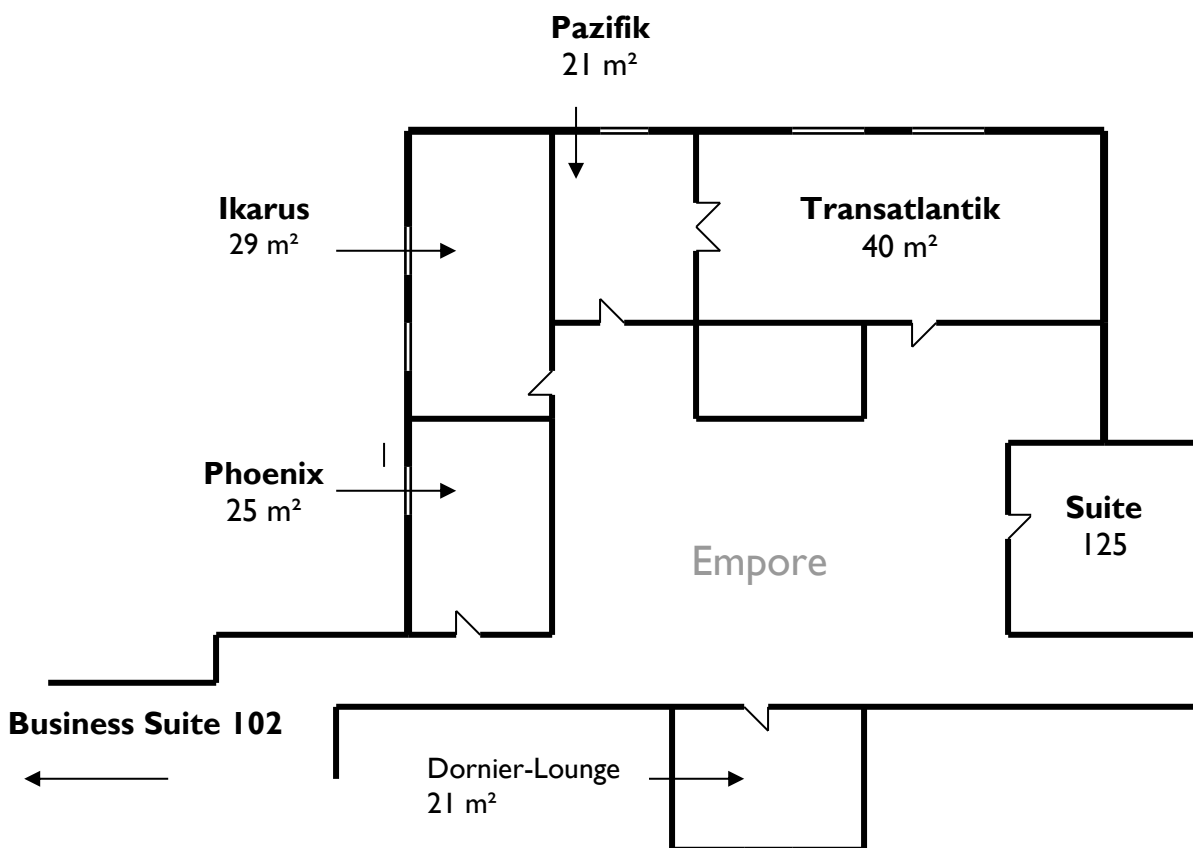 Pazifik
21 m²
Ikarus
29 m²
Transatlantik
40 m²
Phoenix
25 m²
Suite
125
Empore
Business Suite 102
Dornier-Lounge
21 m²